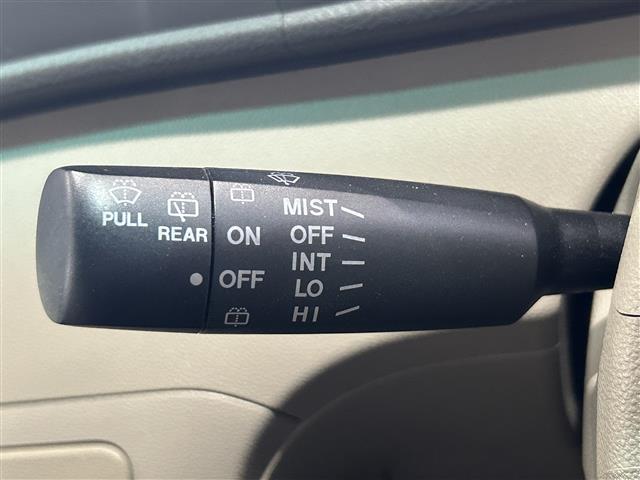 PULL
REAR
ON
OFF
MIST
OFF
INT
LO
HI